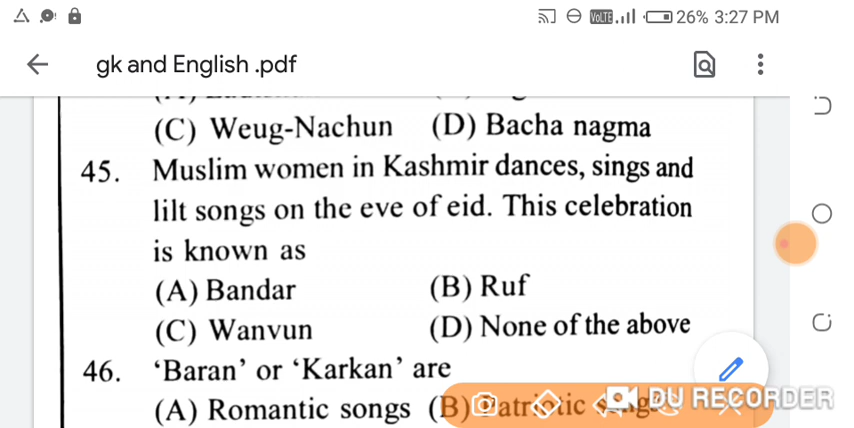 VoLTE 26% 3:27 PM
gk and English .pdf
(C) Weug-Nachun (D) Bacha nagma
45. Muslim women in Kashmir dances, sings and
lilt songs on the eve of eid. This celebration
is known as
(A) Bandar (B) Ruf
(C) Wanvun (D) None of the above
46. ‘Baran’ or ‘Karkan’ are
(A) Romantic songs (B)
DU RECORDER